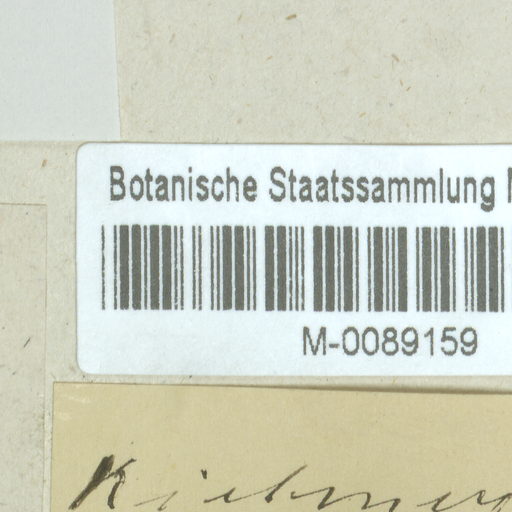 Botanische Staatssammlung
M-0089159